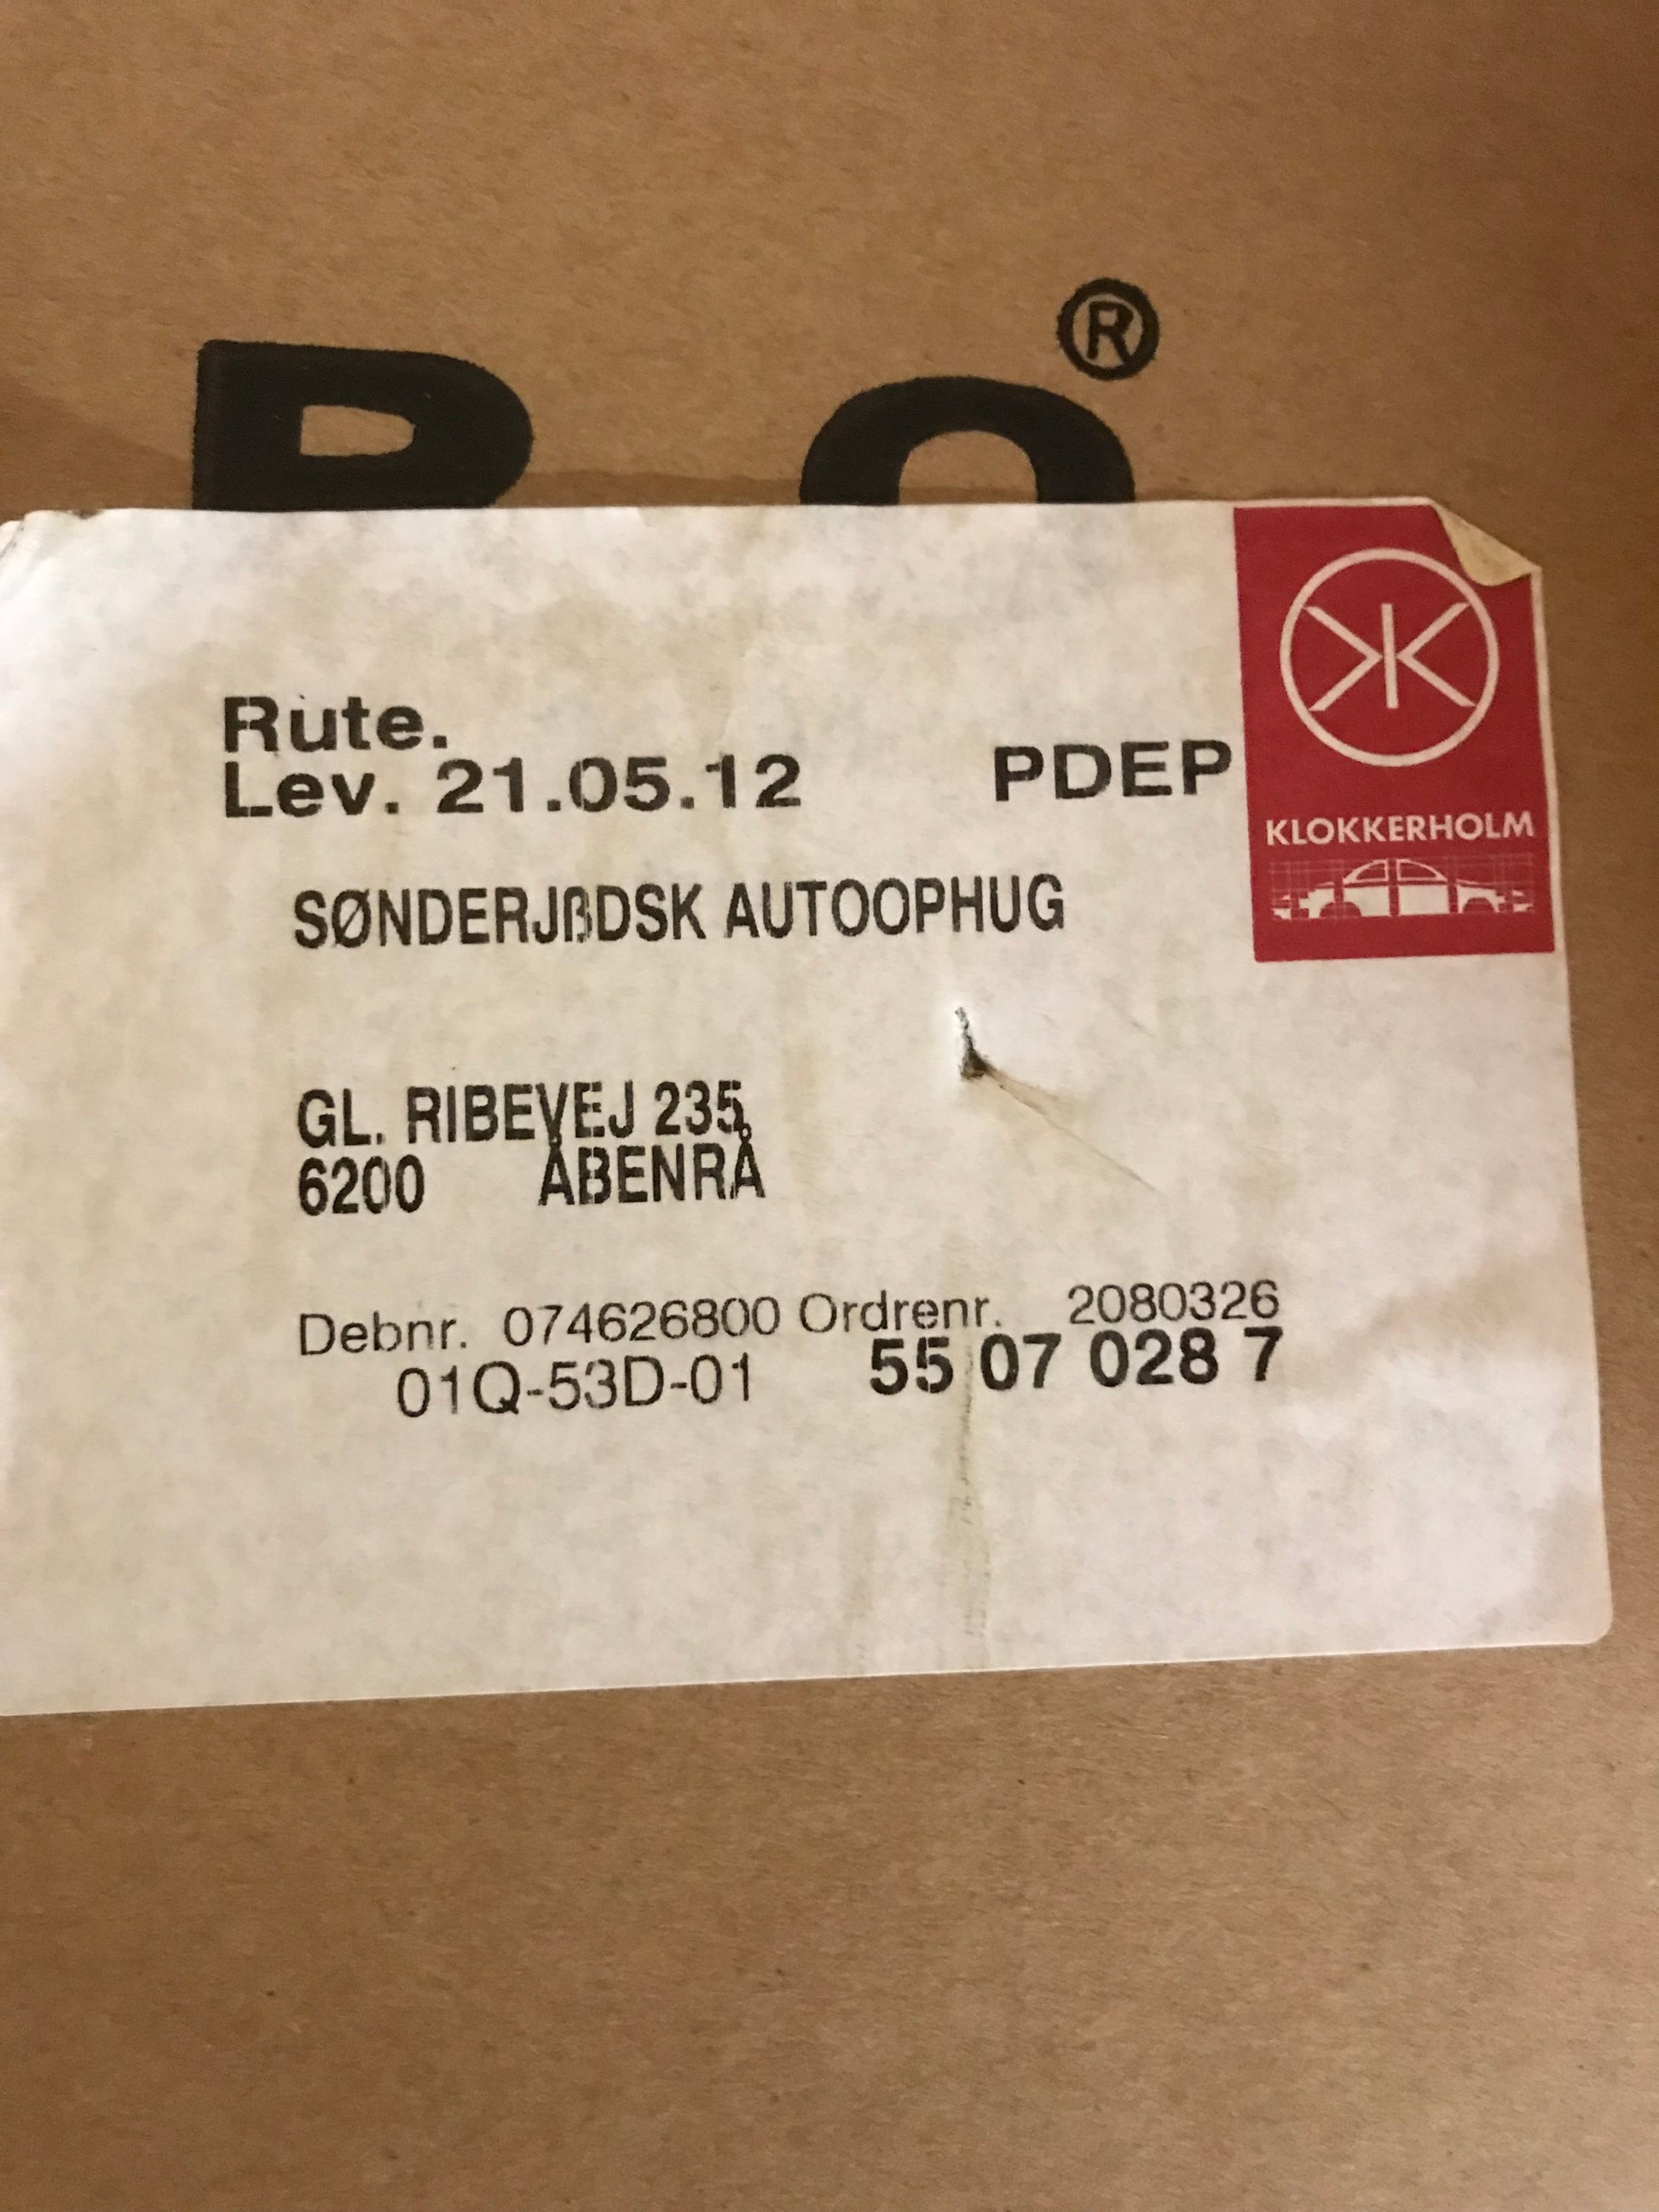 ®
Rute.
Lev. 21.05.12 PDEP
KLOKKERHOLM
SØNDERJßDSK AUTOOPHUG
GL. RIBEVEJ 235
6200 ÅBENRÅ
Debnr. 074626800 Ordrenr. 2080326
01Q-53D-01 55 07 028 7